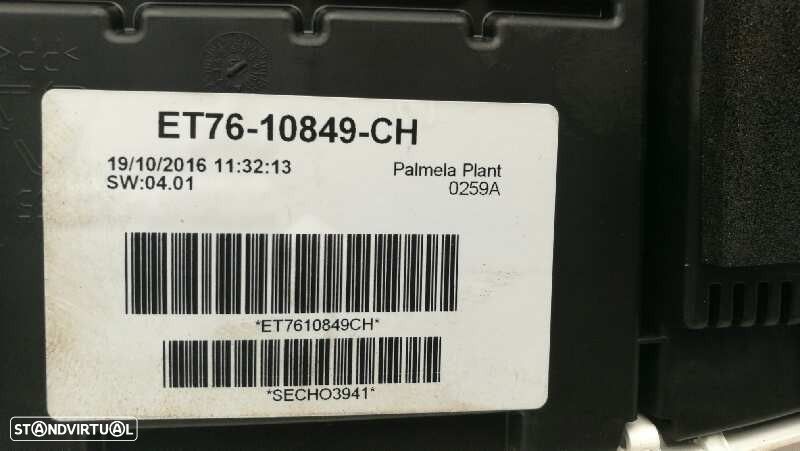 ET76-10849-CH
19/10/2016 11:32:13
Palmela Plant
SW:04.01
0259A
*ET7610849CH*
*SECHO3941*
STANDVIRTUAL